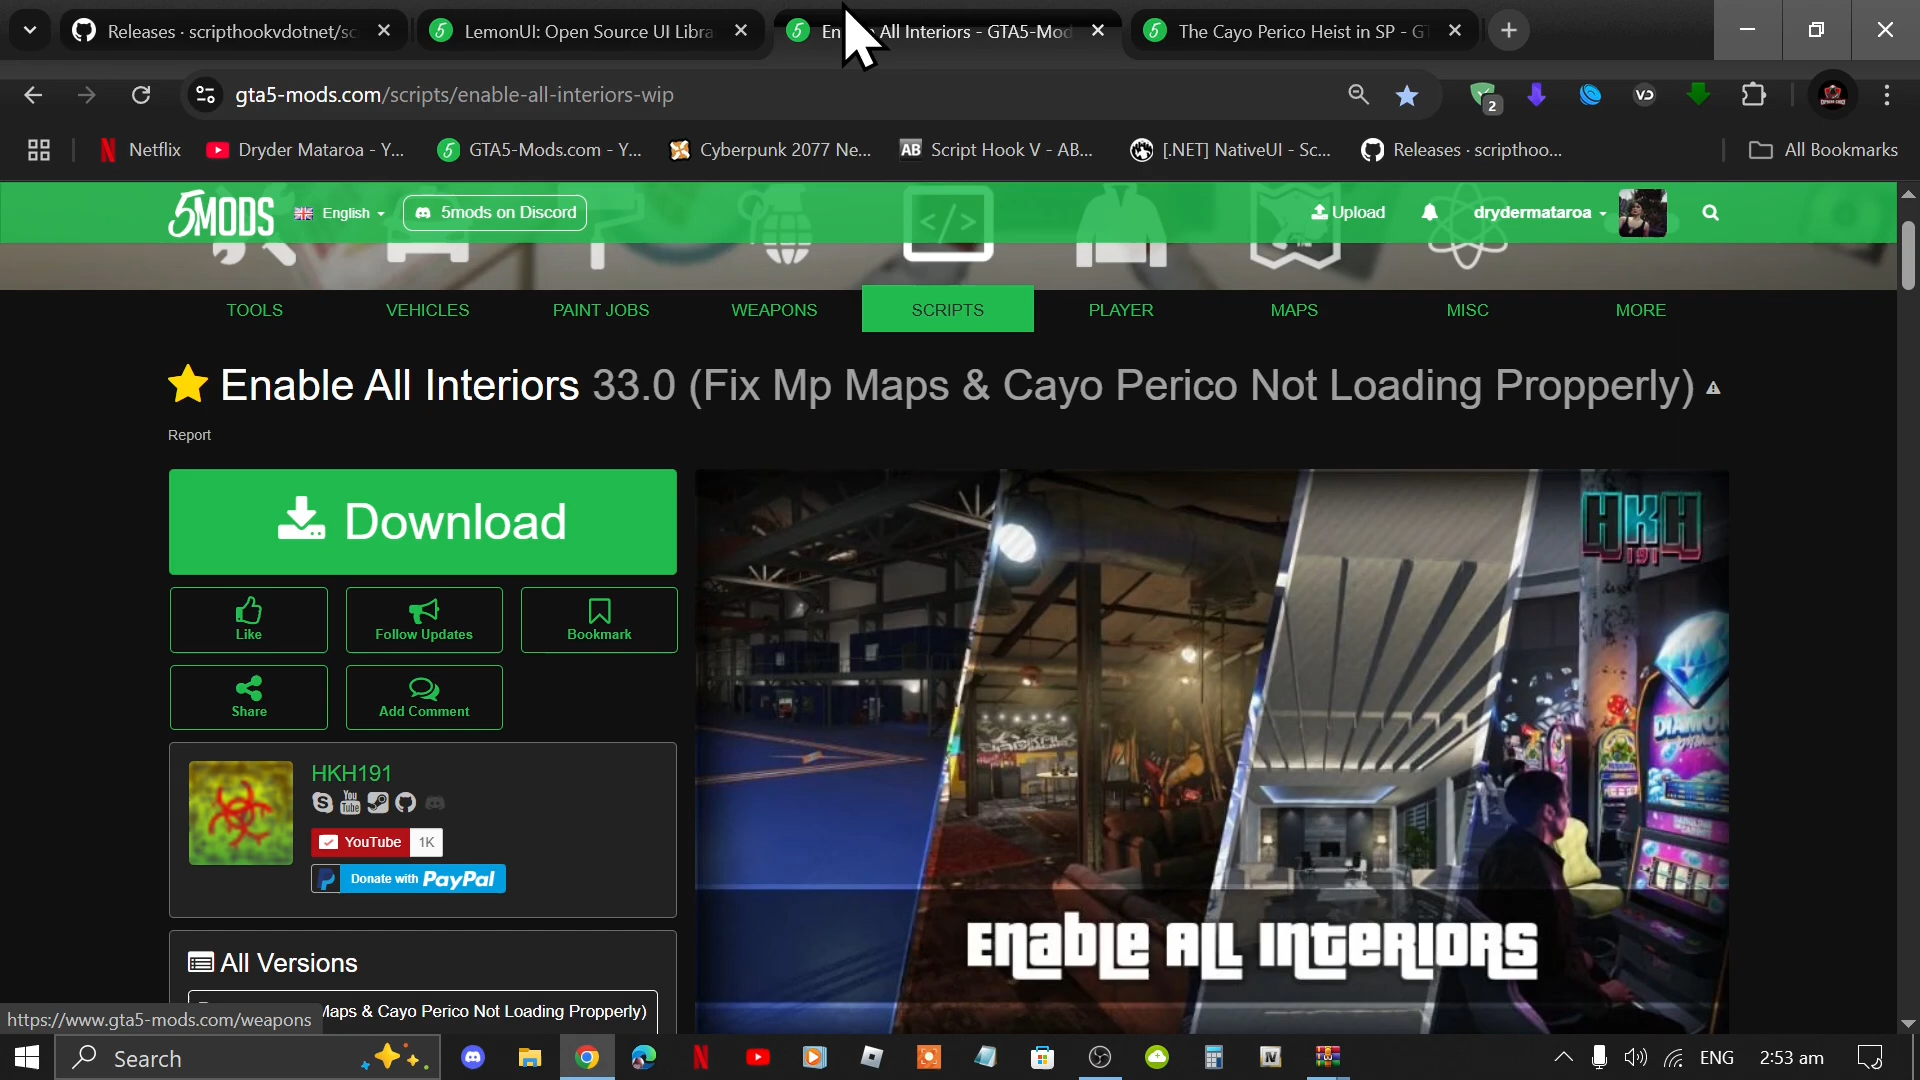 Releases · scripthookvdotnet/sc
LemonUI: Open Source UI Libra
All Interiors - GTA5-Mod
The Cayo Perico Heist in SP - G
gta5-mods.com/scripts/enable-all-interiors-wip
2
VD
Netflix
Dryder Mataroa - Y...
GTA5-Mods.com - Y...
Cyberpunk 2077 Ne...
AB Script Hook V - AB...
[.NET] NativeUI - Sc...
Releases · scripthoo...
All Bookmarks
5MODS
English
5mods on Discord
Upload
drydermataroa
TOOLS
VEHICLES
PAINT JOBS
WEAPONS
SCRIPTS
PLAYER
MAPS
MISC
MORE
Enable All Interiors 33.0 (Fix Mp Maps & Cayo Perico Not Loading Propperly)
Report
Download
Like
Follow Updates
Bookmark
Share
Add Comment
HKH191
YouTube 1K
Donate with PayPal
All Versions
Maps & Cayo Perico Not Loading Propperly)
HKH
191
DIAMOND
Enable All Interiors
https://www.gta5-mods.com/weapons
Search
ENG
2:53 am